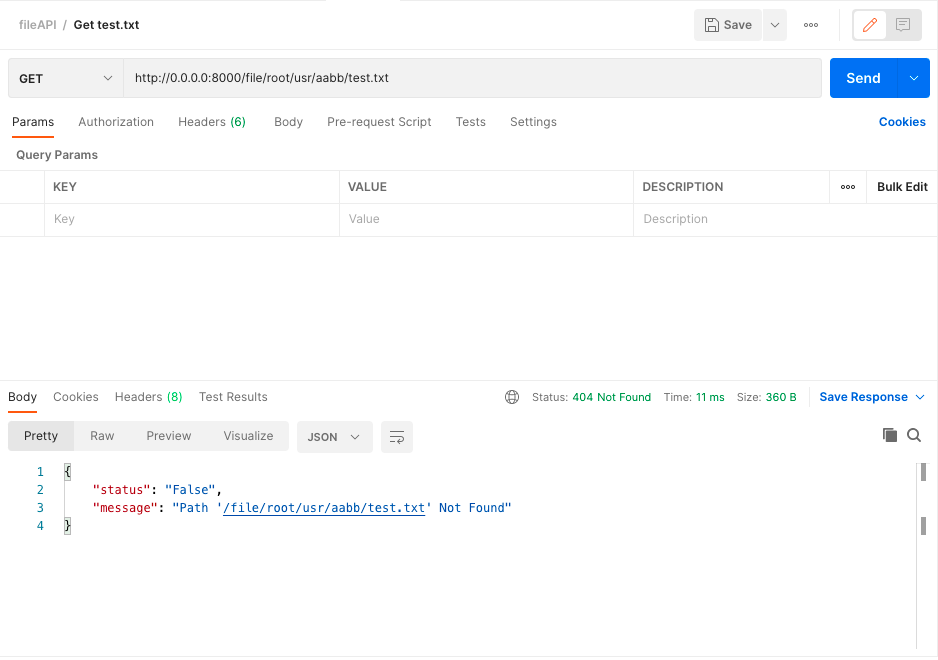 fileAPI / Get test.txt
Save
GET
http://0.0.0.0:8000/file/root/usr/aabb/test.txt
Send
Params Authorization Headers (6) Body Pre-request Script Tests Settings Cookies
Query Params
KEY VALUE DESCRIPTION Bulk Edit
Key Value Description
Body Cookies Headers (8) Test Results Status: 404 Not Found Time: 11 ms Size: 360 B Save Response
Pretty Raw Preview Visualize JSON
1 {
2 "status": "False",
3 "message": "Path '/file/root/usr/aabb/test.txt' Not Found"
4 }